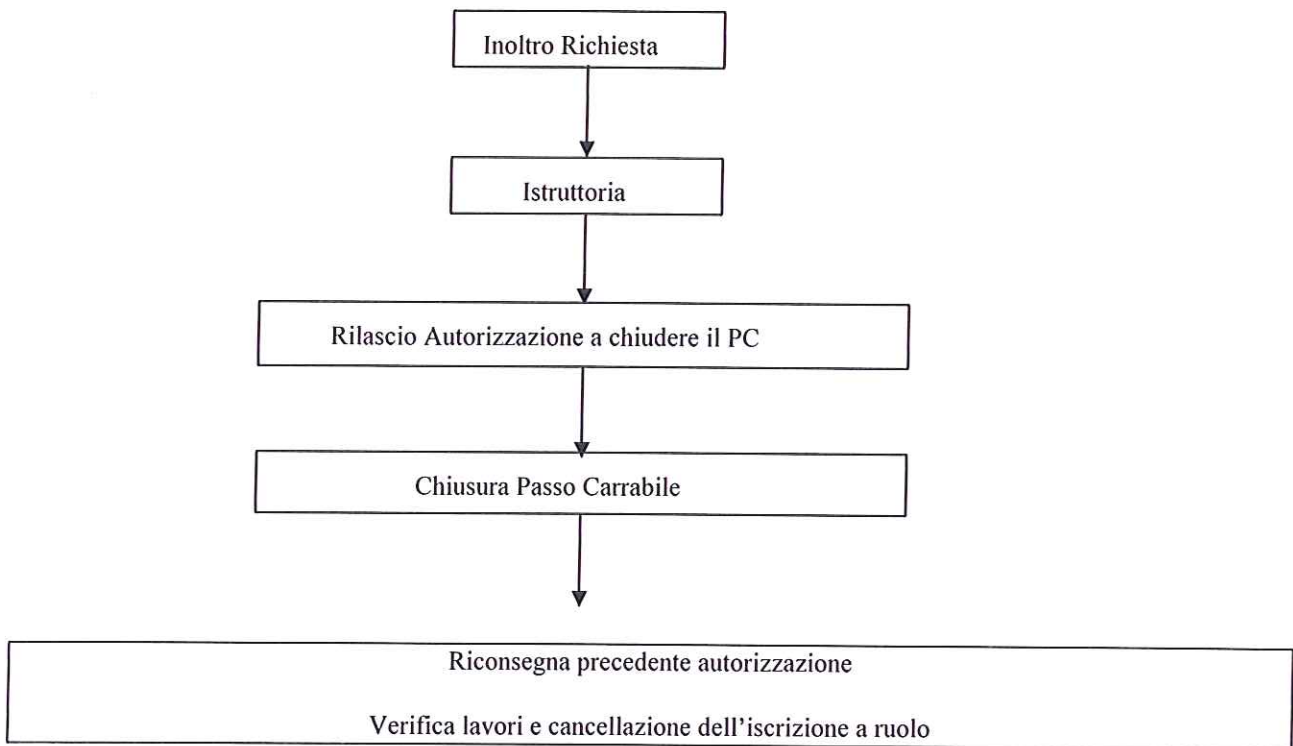 Inoltro Richiesta
Istruttoria
Rilascio Autorizzazione a chiudere il PC
Chiusura Passo Carrabile
Riconsegna precedente autorizzazione
Verifica lavori e cancellazione dell'iscrizione a ruolo